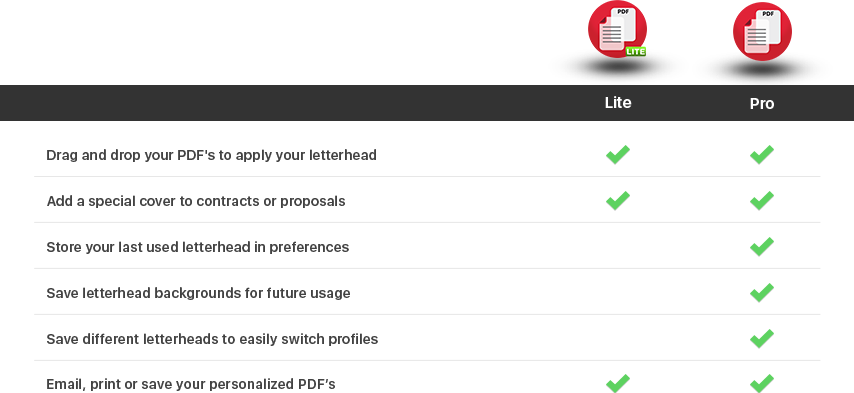 PDF
LITE
PDF
Lite
Pro
Drag and drop your PDF's to apply your letterhead
Add a special cover to contracts or proposals
Store your last used letterhead in preferences
Save letterhead backgrounds for future usage
Save different letterheads to easily switch profiles
Email, print or save your personalized PDF’s